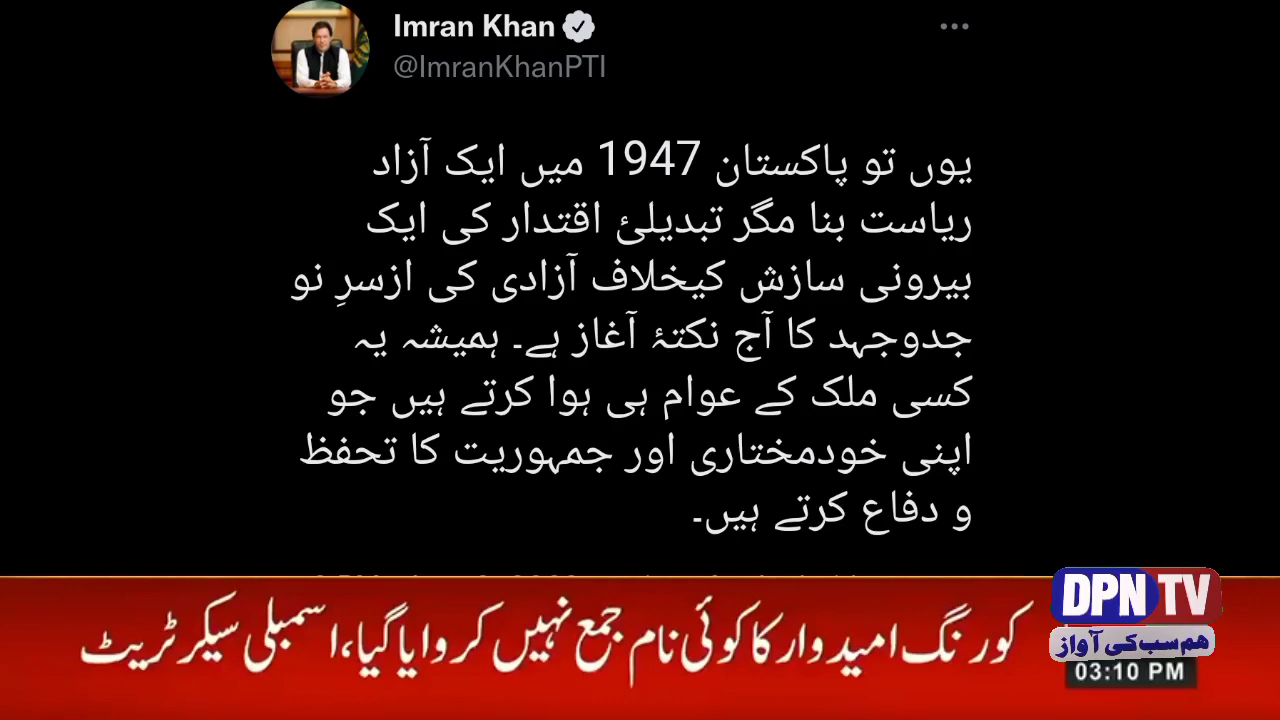 Imran Khan
@ImranKhanPTI
یوں تو پاکستان 1947 میں ایک آزاد
ریاست بنا مگر تبدیلیٔ اقتدار کی ایک
بیرونی سازش کیخلاف آزادی کی ازسرِ نو
جدوجہد کا آج نکتۂ آغاز ہے۔ ہمیشہ یہ
کسی ملک کے عوام ہی ہوا کرتے ہیں جو
اپنی خودمختاری اور جمہوریت کا تحفظ
و دفاع کرتے ہیں۔
DPN TV
ھم سب کی آواز
کورنگ امیدوار کا کوئی نام جمع نہیں کروایا گیا، اسمبلی سیکرٹریٹ
03:10 PM